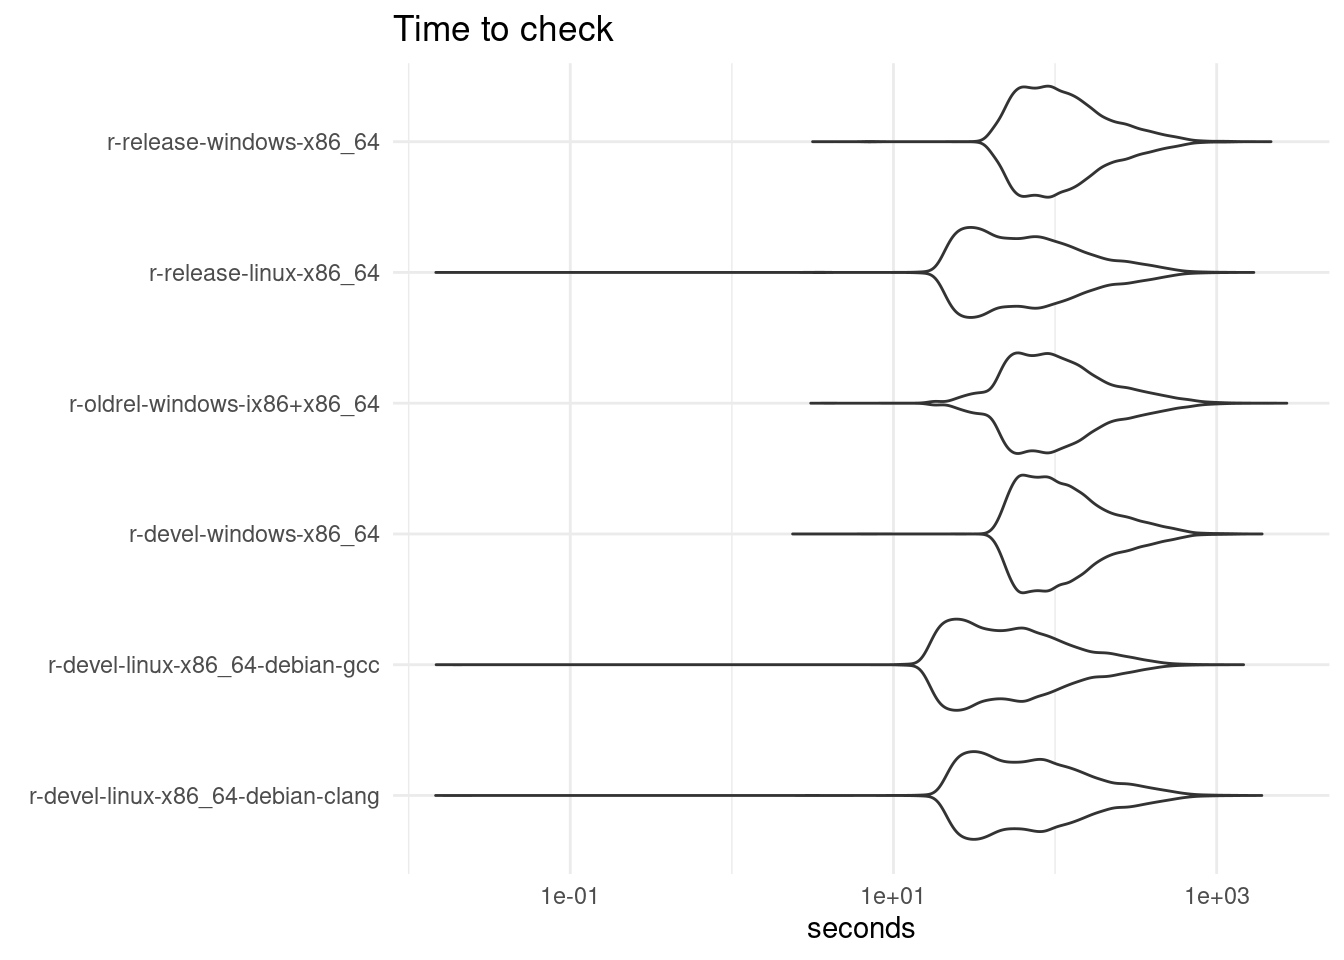 Time to check
r-release-windows-x86_64
r-release-linux-x86_64
r-oldrel-windows-ix86+x86_64
r-devel-windows-x86_64
r-devel-linux-x86_64-debian-gcc
r-devel-linux-x86_64-debian-clang
1e-01 1e+01 1e+03
seconds